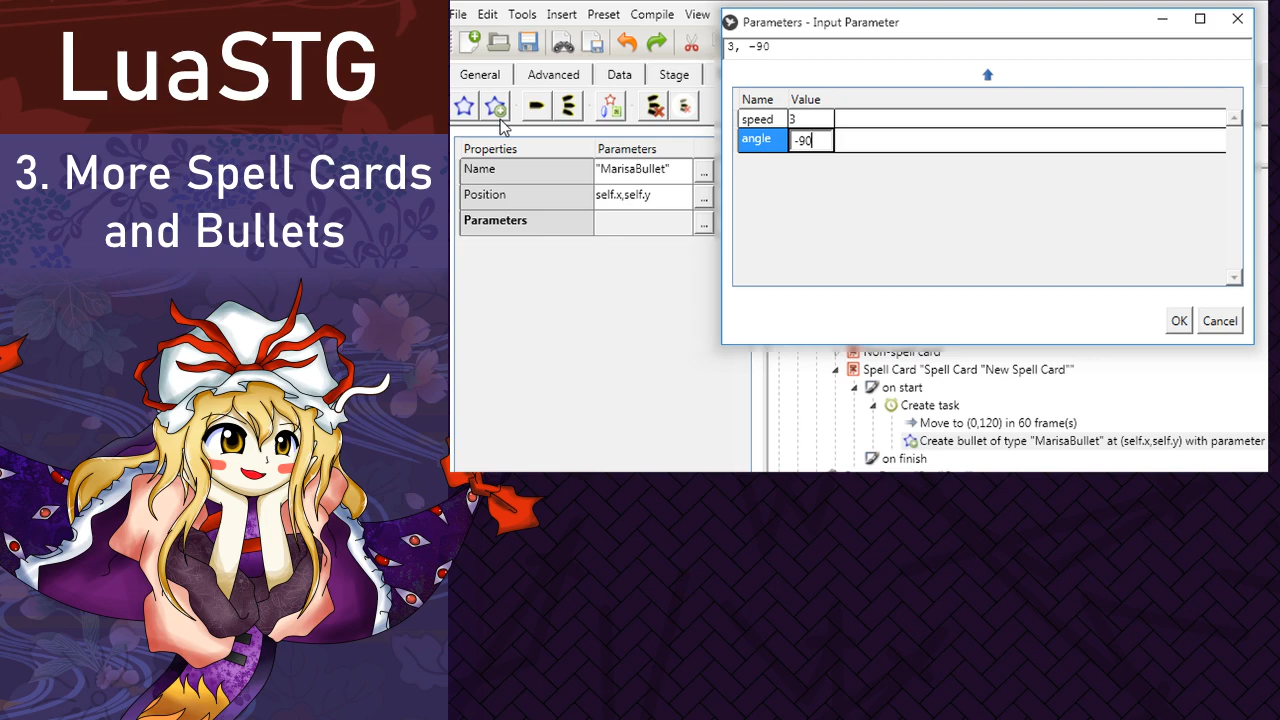 LuaSTG
3. More Spell Cards
and Bullets
File Edit Tools Insert Preset Compile View
General Advanced Data Stage
Properties Parameters
Name "MarisaBullet" ...
Position self.x,self.y ...
Parameters ...
Parameters - Input Parameter
3, -90
Name Value
speed 3
angle -90
OK Cancel
Non-spell card
Spell Card "Spell Card "New Spell Card""
on start
Create task
Move to (0,120) in 60 frame(s)
Create bullet of type "MarisaBullet" at (self.x,self.y) with parameter
on finish